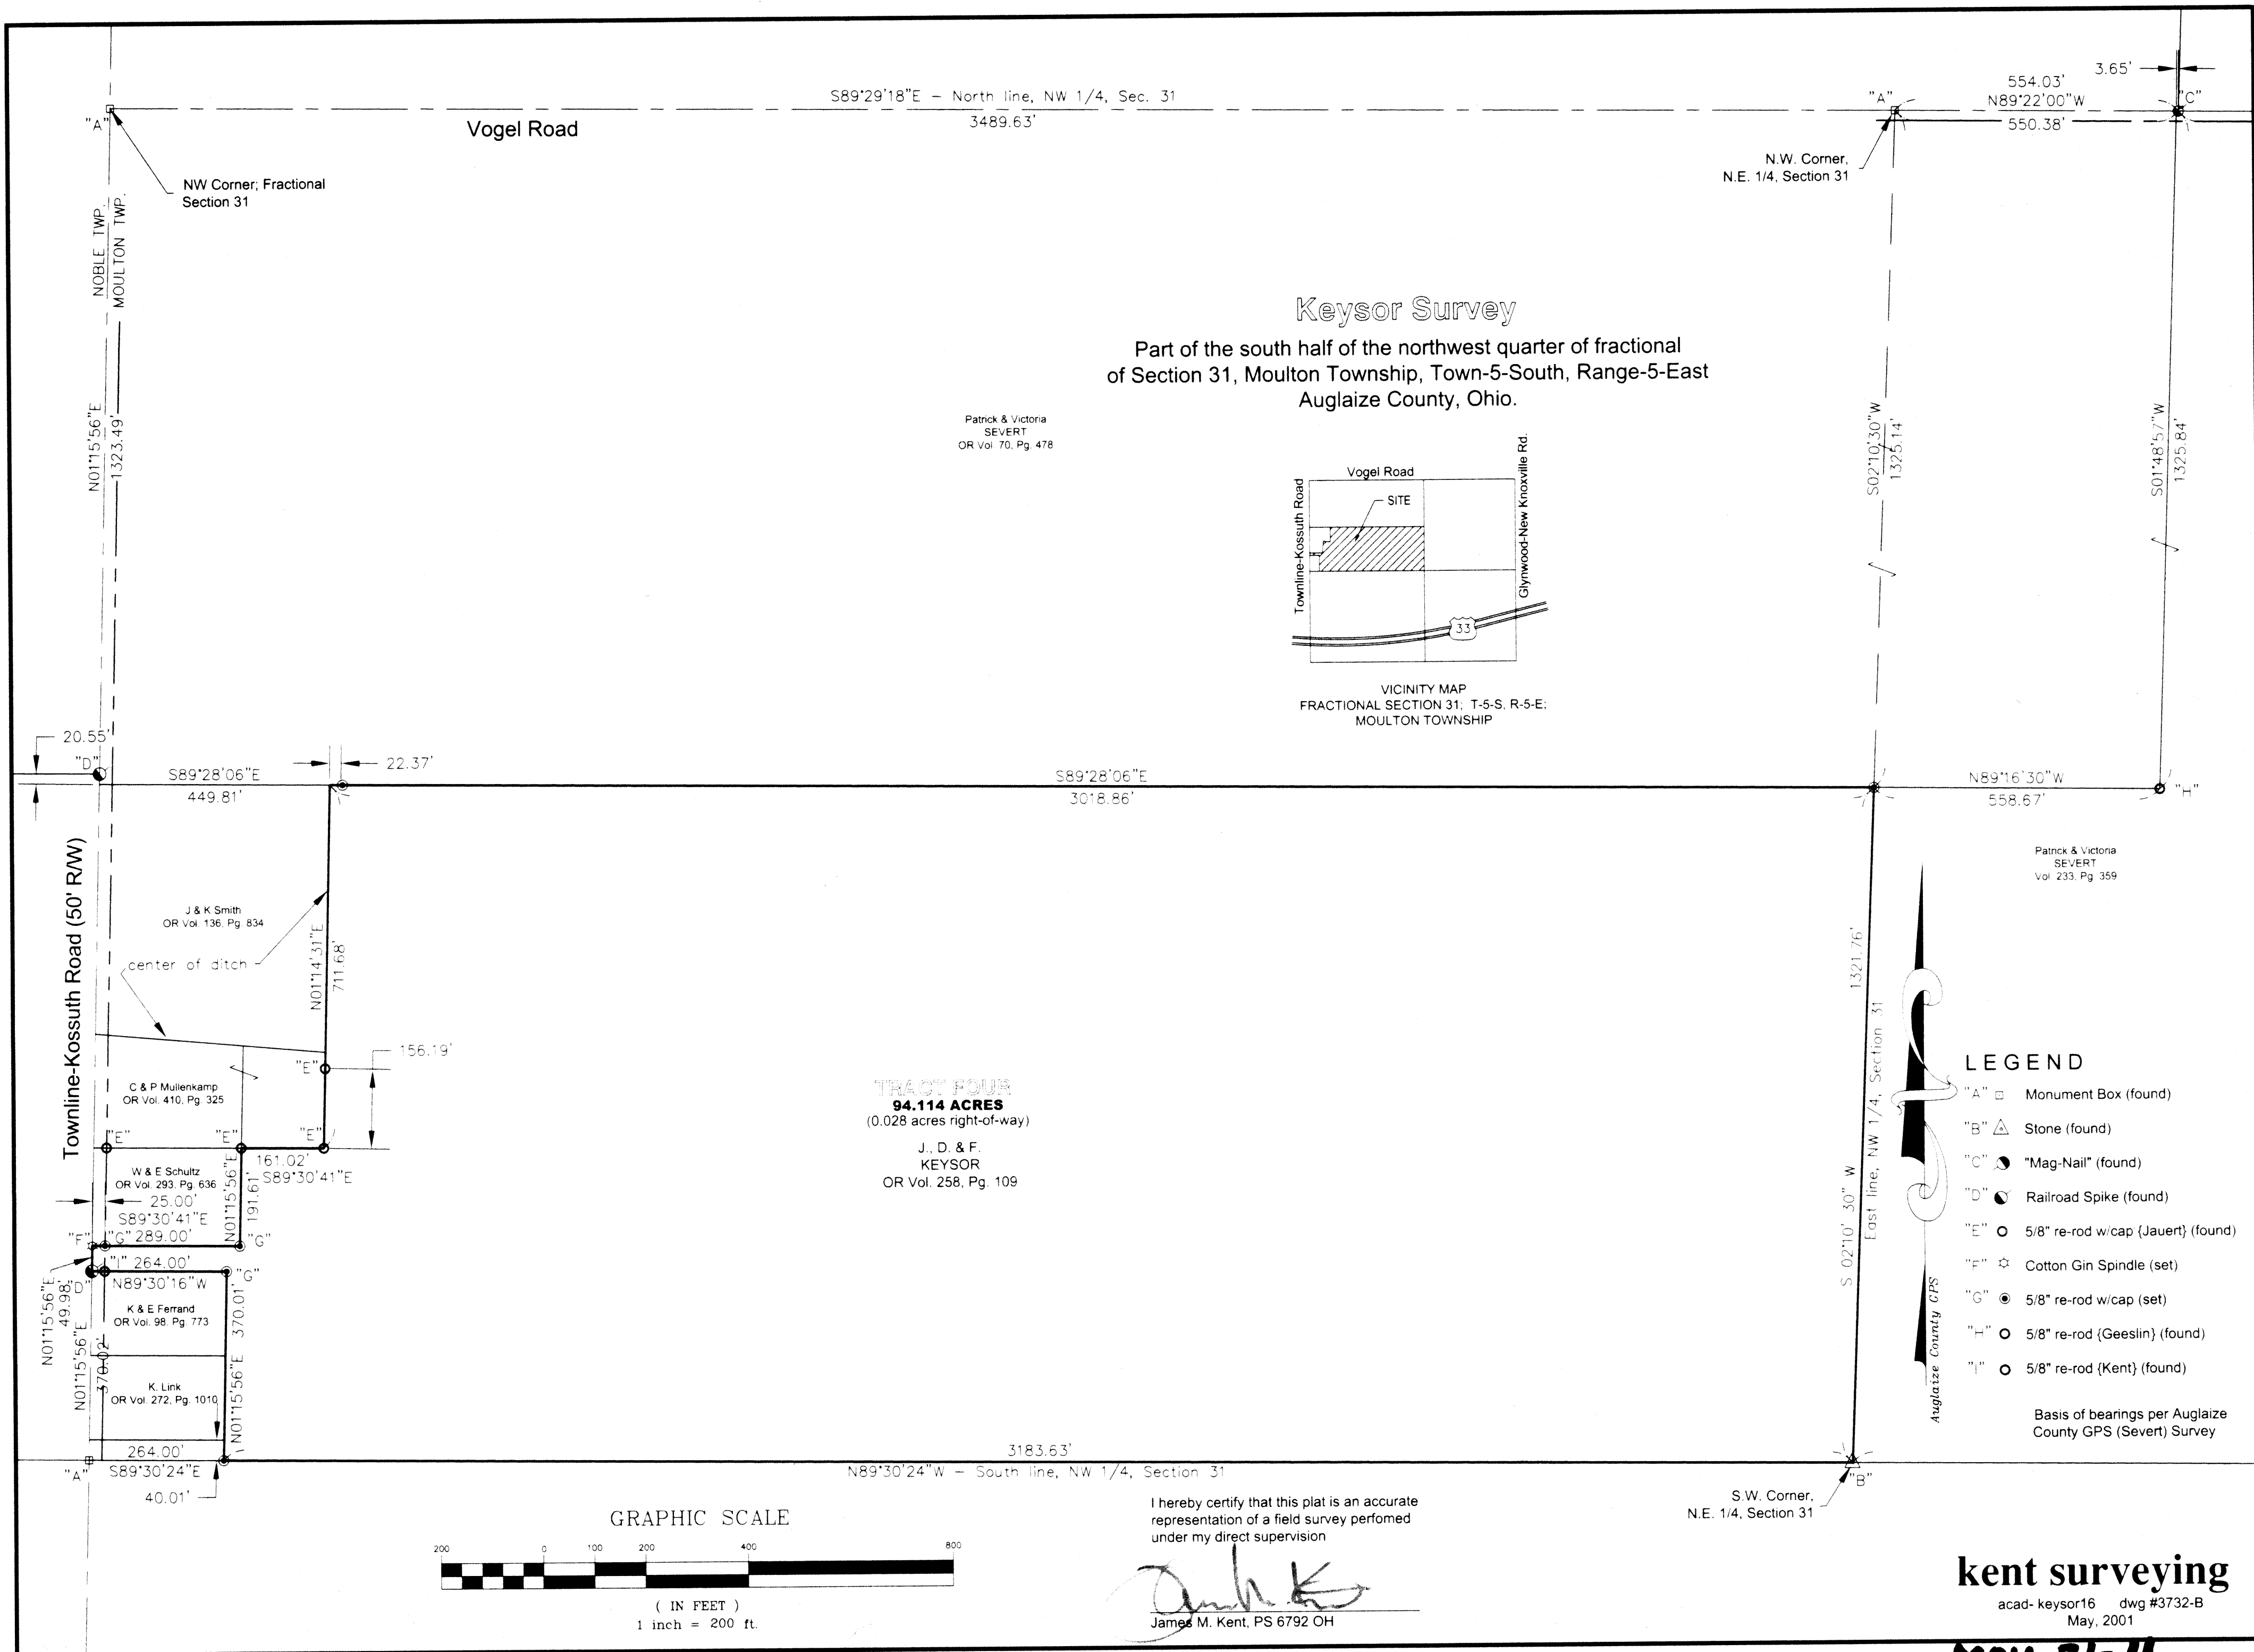 S89°29'18"E – North line, NW 1/4, Sec. 31
3489.63'
Vogel Road
"A"
NW Corner; Fractional
Section 31
NOBLE TWP.
MOULTON TWP.
N01°15'56"E
1323.49'
"A"
554.03'
N89°22'00"W
550.38'
3.65'
"C"
N.W. Corner,
N.E. 1/4, Section 31
S02°10'30"W
1325.14'
S01°48'57"W
1325.84'
Keysor Survey
Part of the south half of the northwest quarter of fractional
of Section 31, Moulton Township, Town-5-South, Range-5-East
Auglaize County, Ohio.
Patrick & Victoria
SEVERT
OR Vol 70, Pg. 478
Vogel Road
SITE
Townline-Kossuth Road
Glynwood-New Knoxville Rd.
33
VICINITY MAP
FRACTIONAL SECTION 31; T-5-S, R-5-E;
MOULTON TOWNSHIP
20.55'
"D"
S89°28'06"E
449.81'
22.37'
S89°28'06"E
3018.86'
N89°16'30"W
558.67'
"H"
Patrick & Victoria
SEVERT
Vol 233, Pg 359
Townline-Kossuth Road (50' R/W)
J & K Smith
OR Vol. 136, Pg. 834
center of ditch
N01°14'31"E
711.68'
156.19'
"E"
C & P Mullenkamp
OR Vol. 410, Pg. 325
"E"
"E"
"E"
161.02'
S89°30'41"E
W & E Schultz
OR Vol. 293, Pg. 636
N01°15'56"E
191.61'
25.00'
S89°30'41"E
"F"
"G"
289.00'
"G"
"I"
264.00'
"D"
N89°30'16"W
"G"
N01°15'56"E
49.98'
K & E Ferrand
OR Vol. 98, Pg. 773
N01°15'56"E
370.02'
K. Link
OR Vol. 272, Pg. 1010
N01°15'56"E
370.01'
264.00'
S89°30'24"E
"A"
40.01'
3183.63'
N89°30'24"W – South line, NW 1/4, Section 31
TRACT FOUR
94.114 ACRES
(0.028 acres right-of-way)
J., D. & F.
KEYSOR
OR Vol. 258, Pg. 109
1321.76'
S 02°10' 30" W
East line, NW 1/4, Section 31
"B"
S.W. Corner,
N.E. 1/4, Section 31
Auglaize County GPS
LEGEND
"A" Monument Box (found)
"B" Stone (found)
"C" "Mag-Nail" (found)
"D" Railroad Spike (found)
"E" 5/8" re-rod w/cap {Jauert} (found)
"F" Cotton Gin Spindle (set)
"G" 5/8" re-rod w/cap (set)
"H" 5/8" re-rod {Geeslin} (found)
"I" 5/8" re-rod {Kent} (found)
Basis of bearings per Auglaize
County GPS (Severt) Survey
GRAPHIC SCALE
200 0 100 200 400 800
( IN FEET )
1 inch = 200 ft.
I hereby certify that this plat is an accurate
representation of a field survey perfomed
under my direct supervision
James M. Kent, PS 6792 OH
kent surveying
acad- keysor16 dwg #3732-B
May, 2001